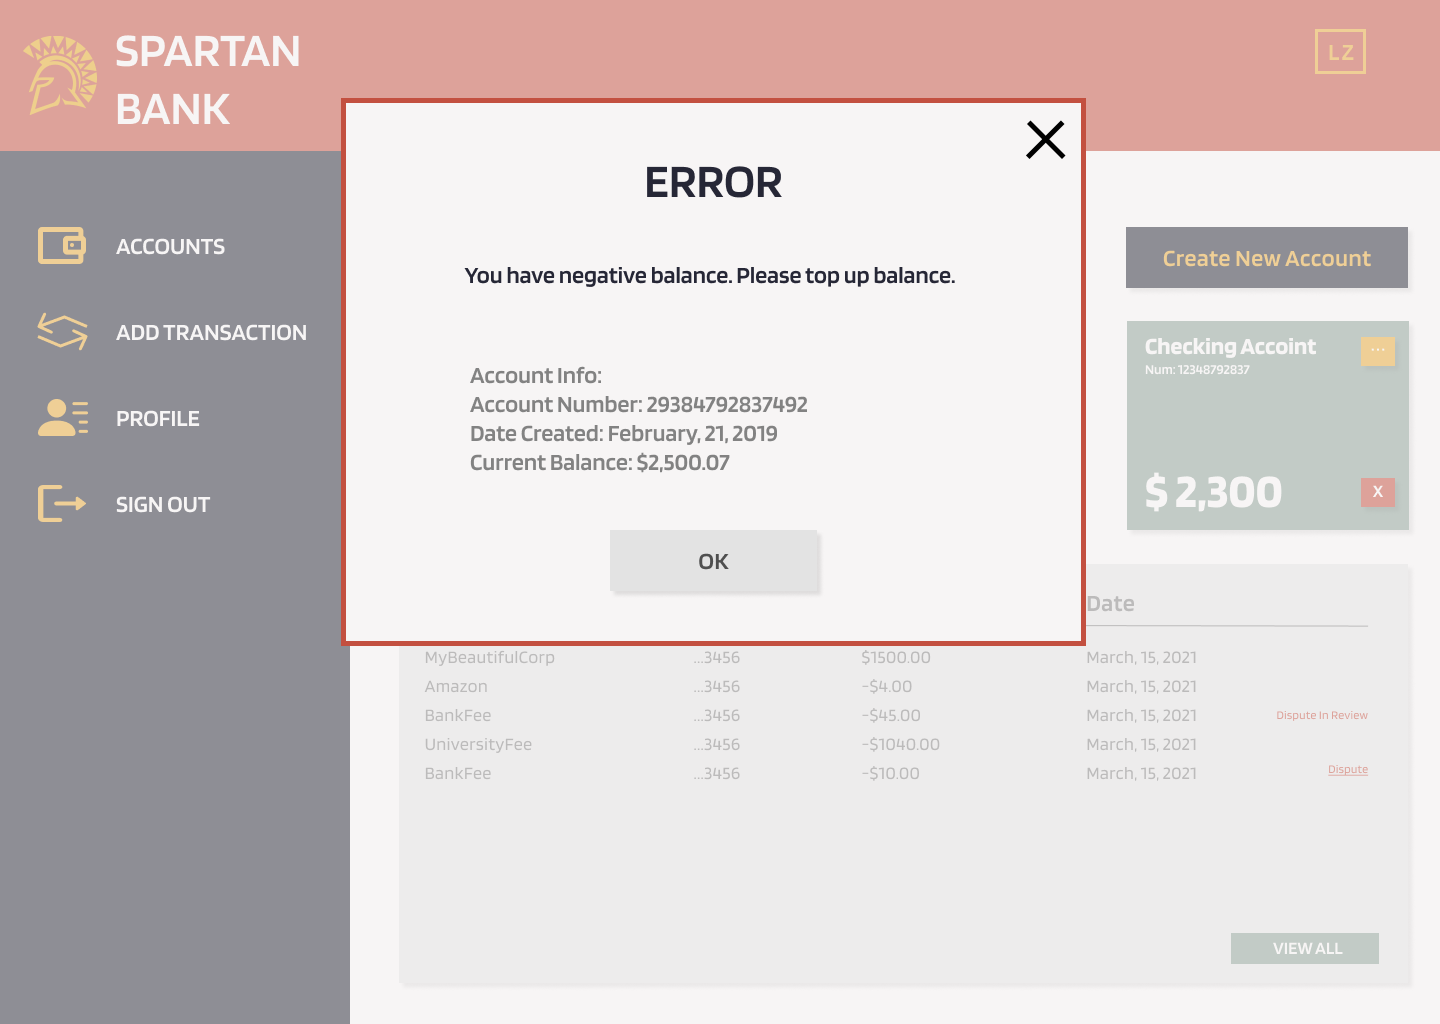 SPARTAN
BANK
LZ
ACCOUNTS
ADD TRANSACTION
PROFILE
SIGN OUT
ERROR
You have negative balance. Please top up balance.
Account Info:
Account Number: 29384792837492
Date Created: February, 21, 2019
Current Balance: $2,500.07
OK
Create New Account
Checking Accoint
...
Num: 12348792837
$ 2,300
X
Date
MyBeautifulCorp ...3456 $1500.00 March, 15, 2021
Amazon ...3456 -$4.00 March, 15, 2021
BankFee ...3456 -$45.00 March, 15, 2021 Dispute In Review
UniversityFee ...3456 -$1040.00 March, 15, 2021
BankFee ...3456 -$10.00 March, 15, 2021 Dispute
VIEW ALL